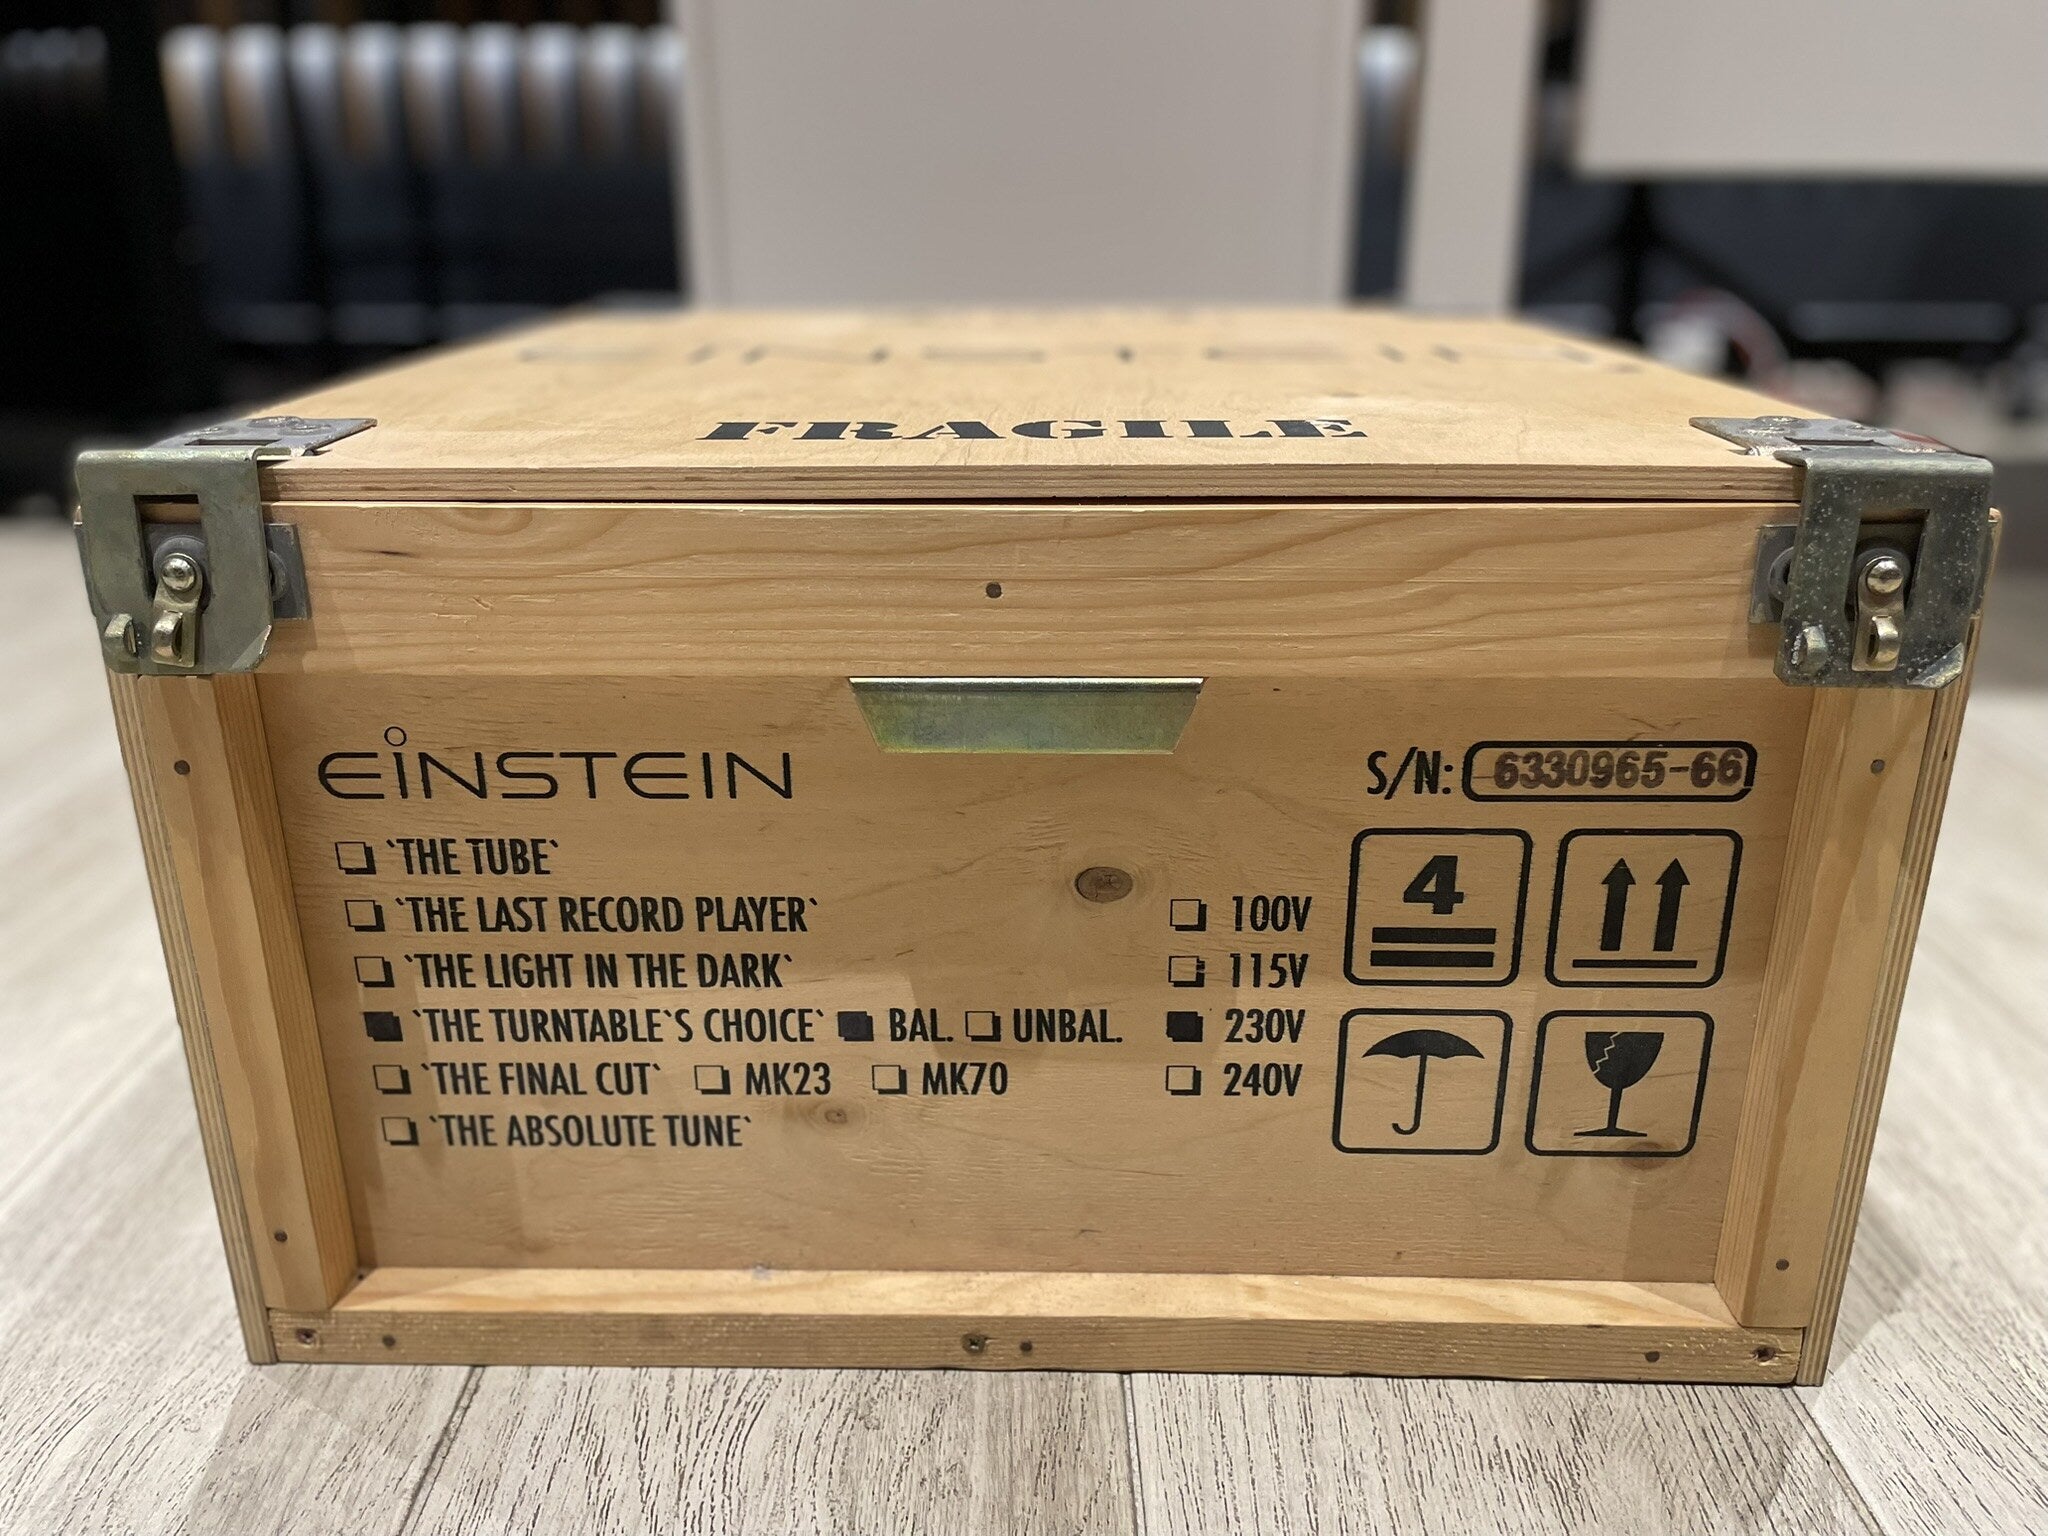 EINSTEIN
FRAGILE
EINSTEIN
S/N: 6330965-66
`THE TUBE`
`THE LAST RECORD PLAYER`
100V
`THE LIGHT IN THE DARK`
115V
`THE TURNTABLE`S CHOICE` BAL. UNBAL.
230V
`THE FINAL CUT` MK23 MK70
240V
`THE ABSOLUTE TUNE`
4